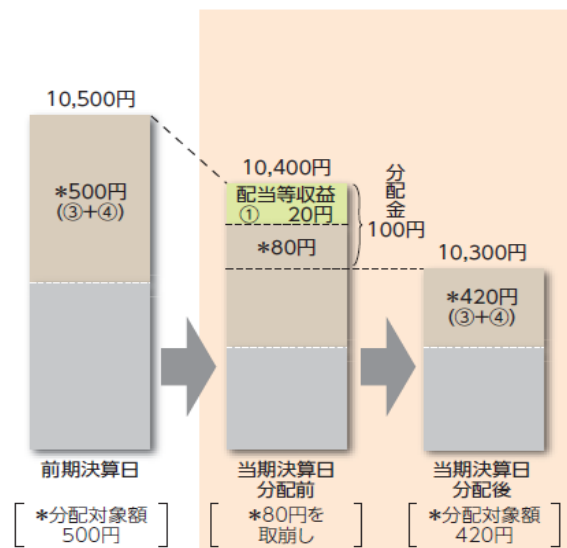 10,500円
*500円
(③+④)
前期決算日
*分配対象額
500円
10,400円
配当等収益
① 20円
*80円
分配金
100円
当期決算日
分配前
*80円を
取崩し
10,300円
*420円
(③+④)
当期決算日
分配後
*分配対象額
420円